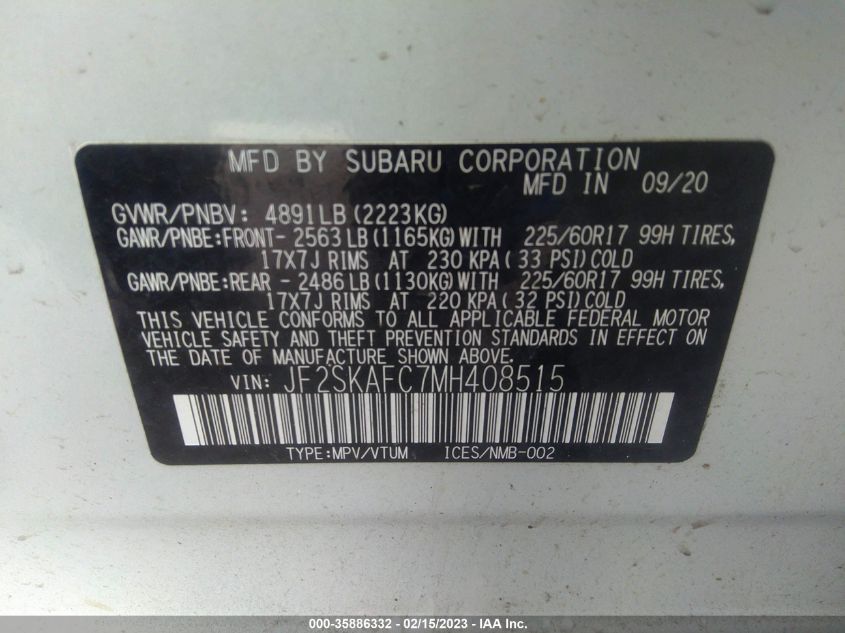 MFD BY SUBARU CORPORATION
MFD IN 09/20
GVWR/PNBV: 4891LB (2223KG)
GAWR/PNBE:FRONT- 2563 LB (1165KG) WITH 225/60R17 99H TIRES,
17X7J RIMS AT 230 KPA ( 33 PSI) COLD
GAWR/PNBE:REAR - 2486 LB (1130KG) WITH 225/60R17 99H TIRES,
17X7J RIMS AT 220 KPA ( 32 PSI) COLD
THIS VEHICLE CONFORMS TO ALL APPLICABLE FEDERAL MOTOR
VEHICLE SAFETY AND THEFT PREVENTION STANDARDS IN EFFECT ON
THE DATE OF MANUFACTURE SHOWN ABOVE.
VIN: JF2SKAFC7MH408515
TYPE:MPV/VTUM ICES/NMB-002
000-35886332 - 02/15/2023 - IAA Inc.